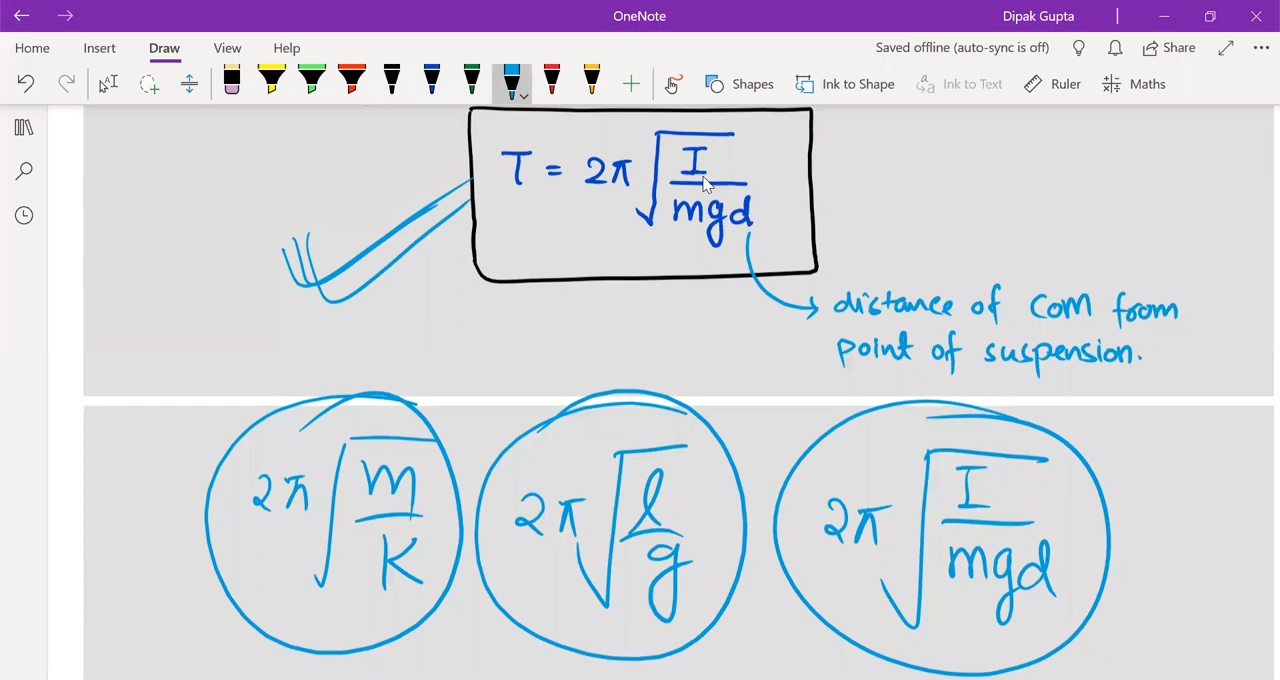 OneNote
Dipak Gupta
Home Insert Draw View Help
Saved offline (auto-sync is off)
Share
Shapes
Ink to Shape
Ink to Text
Ruler
Maths
T = 2π √(I/mgd)
distance of COM from
point of suspension.
2π √(m/K)
2π √(l/g)
2π √(I/mgd)